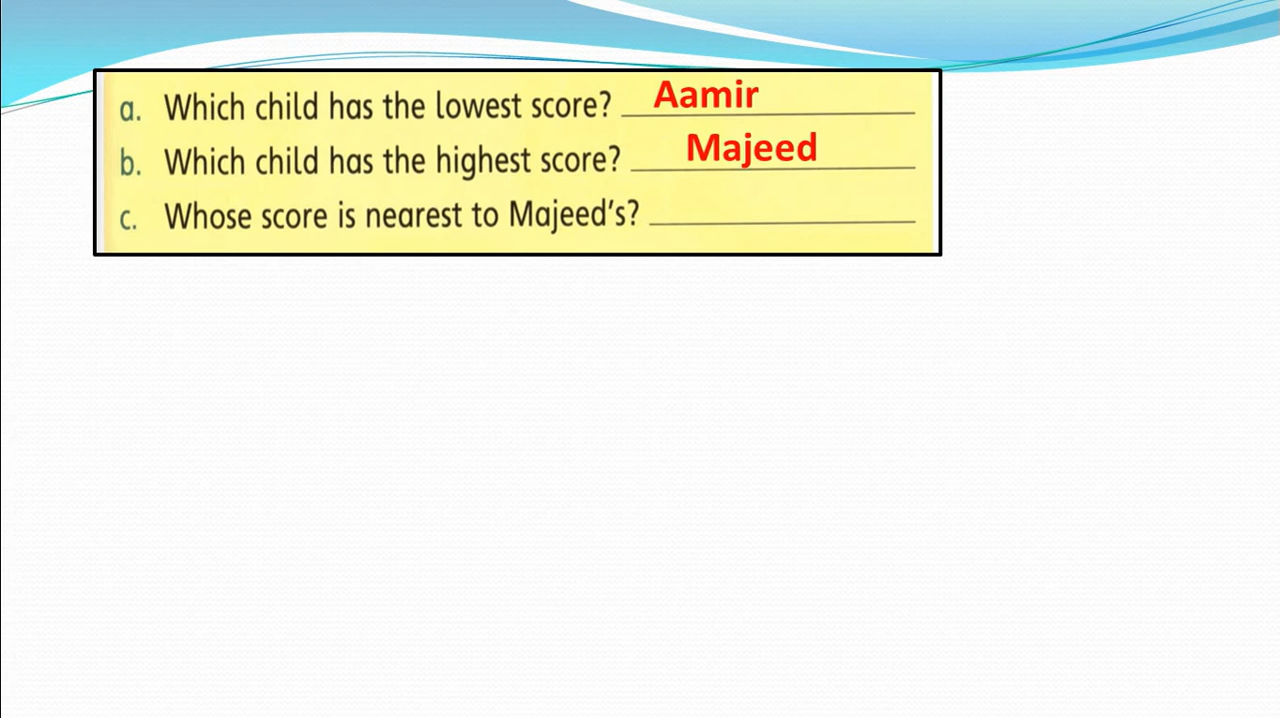 a. Which child has the lowest score? Aamir
b. Which child has the highest score? Majeed
c. Whose score is nearest to Majeed's?